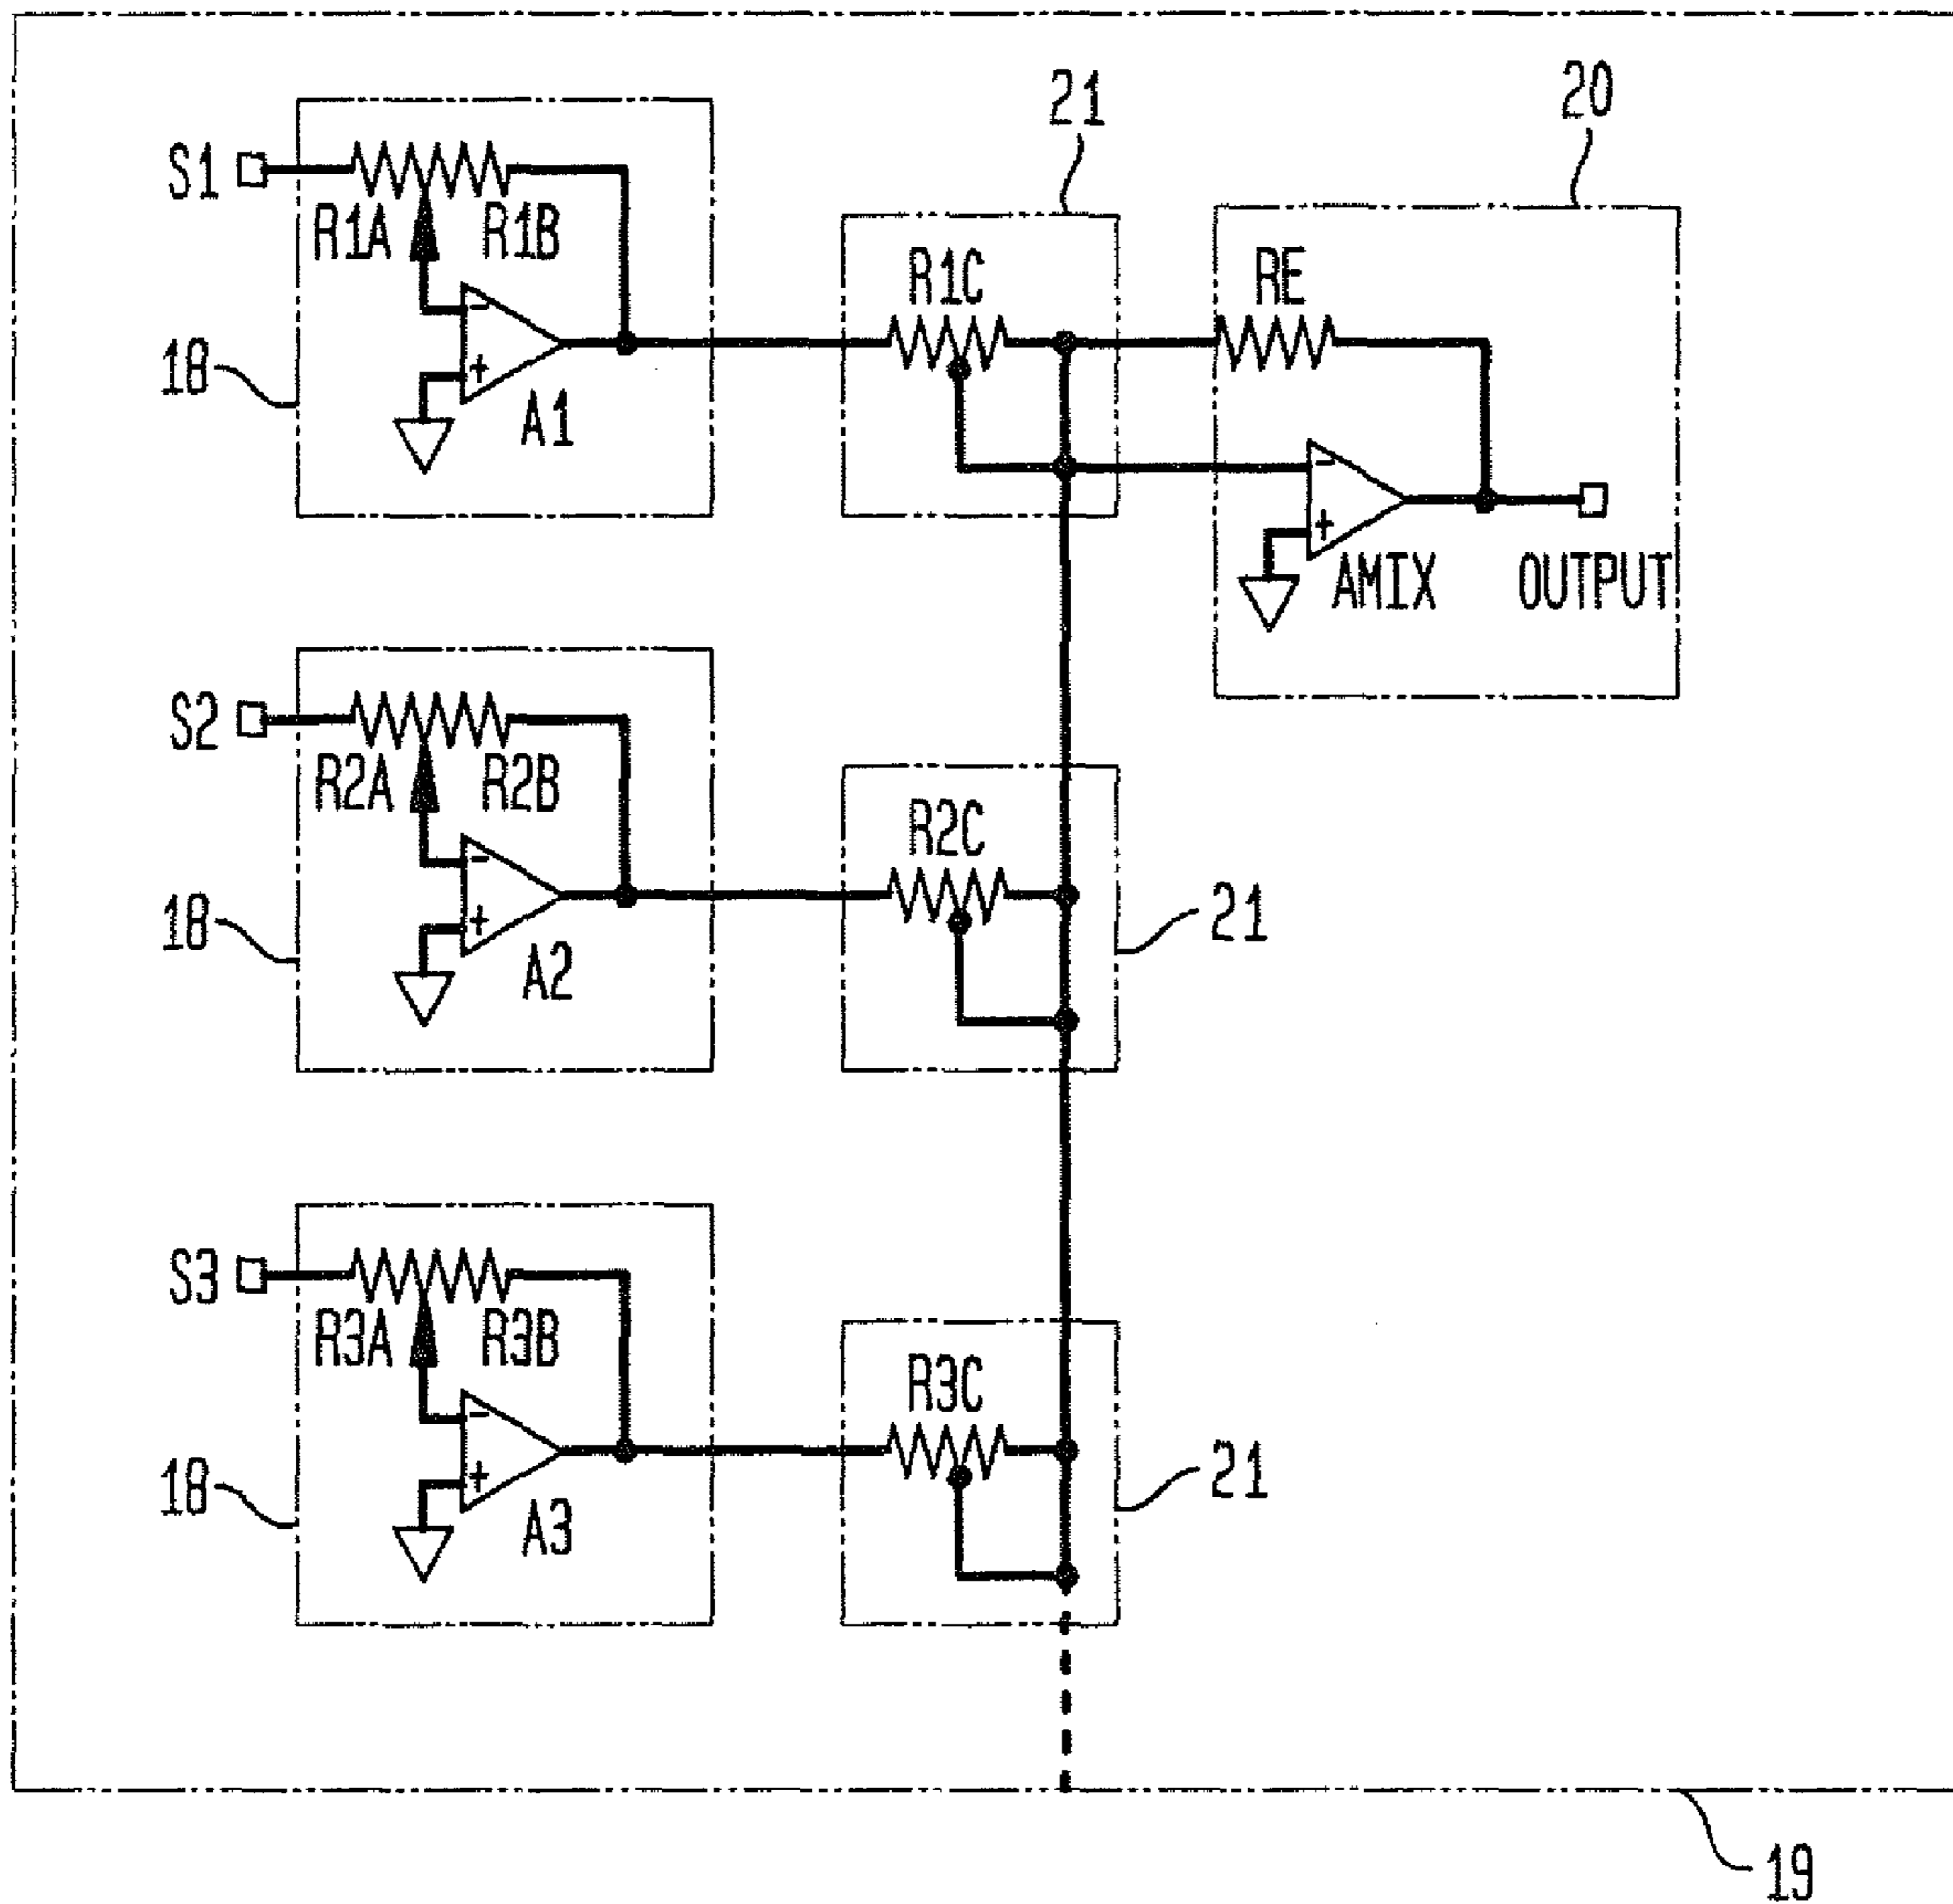 21
20
S1
R1A
R1B
R1C
RE
-
+
18
A1
-
+
AMIX
OUTPUT
S2
R2A
R2B
R2C
-
+
18
A2
21
S3
R3A
R3B
R3C
-
+
18
A3
21
19